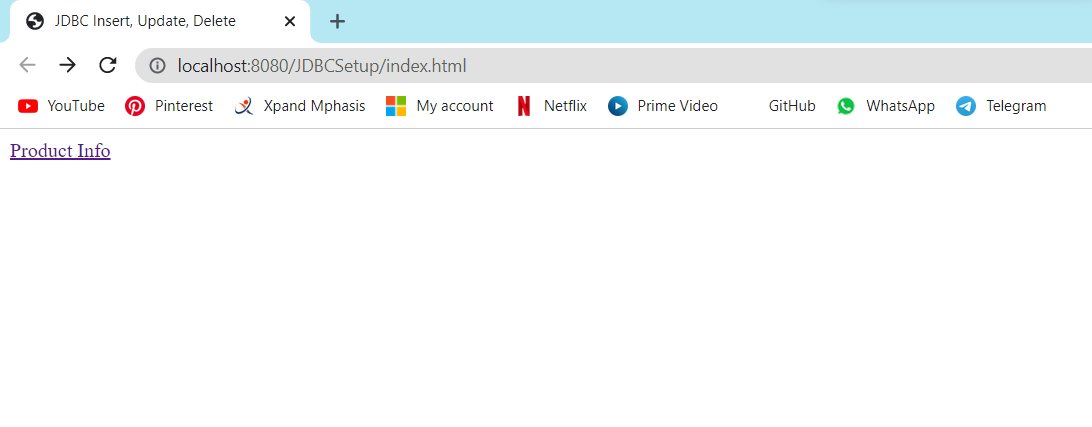 JDBC Insert, Update, Delete
localhost:8080/JDBCSetup/index.html
YouTube Pinterest Xpand Mphasis My account Netflix Prime Video GitHub WhatsApp Telegram
Product Info